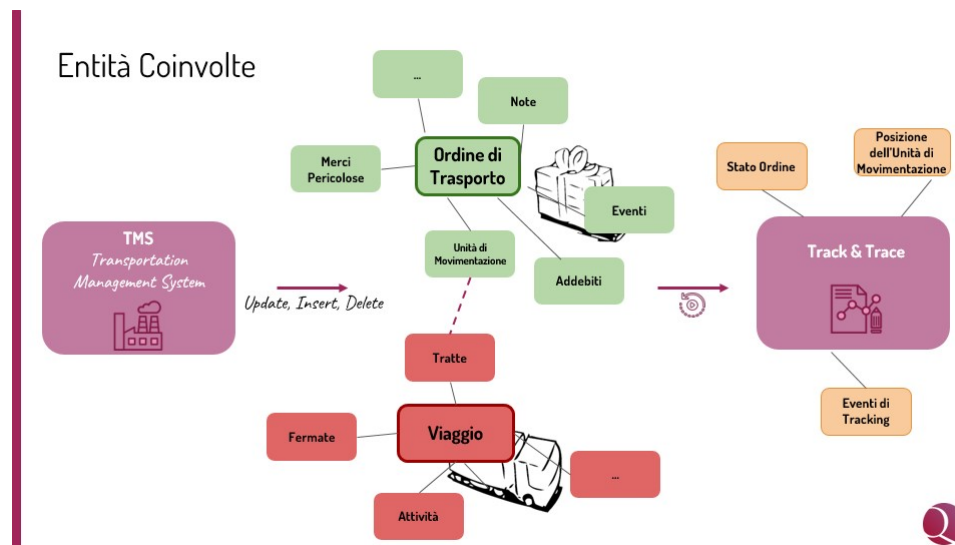 Entità Coinvolte
...
Note
Merci
Pericolose
Ordine di
Trasporto
Eventi
Unità di
Movimentazione
Addebiti
TMS
Transportation
Management System
Update, Insert, Delete
Tratte
Fermate
Viaggio
...
Attività
Stato Ordine
Posizione
dell'Unità di
Movimentazione
Track & Trace
Eventi di
Tracking
Q